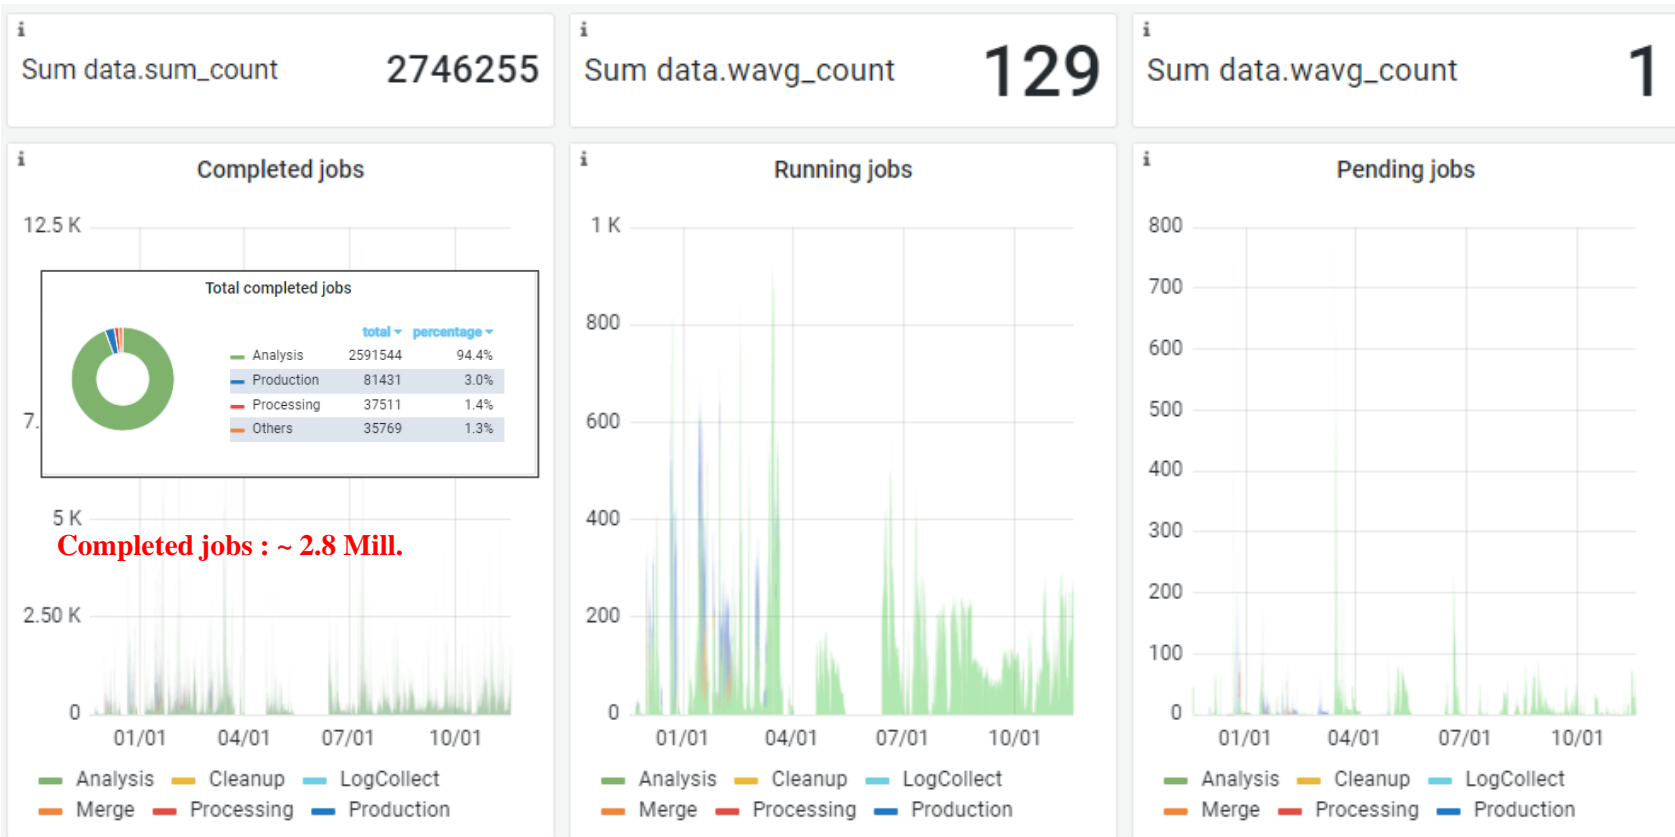 Sum data.sum_count 2746255
Sum data.wavg_count 129
Sum data.wavg_count 1
Completed jobs
12.5 K
Total completed jobs
total percentage
Analysis 2591544 94.4%
Production 81431 3.0%
Processing 37511 1.4%
Others 35769 1.3%
7.
5 K
Completed jobs : ~ 2.8 Mill.
2.50 K
0
01/01 04/01 07/01 10/01
Analysis Cleanup LogCollect
Merge Processing Production
Running jobs
1 K
800
600
400
200
0
01/01 04/01 07/01 10/01
Analysis Cleanup LogCollect
Merge Processing Production
Pending jobs
800
700
600
500
400
300
200
100
0
01/01 04/01 07/01 10/01
Analysis Cleanup LogCollect
Merge Processing Production